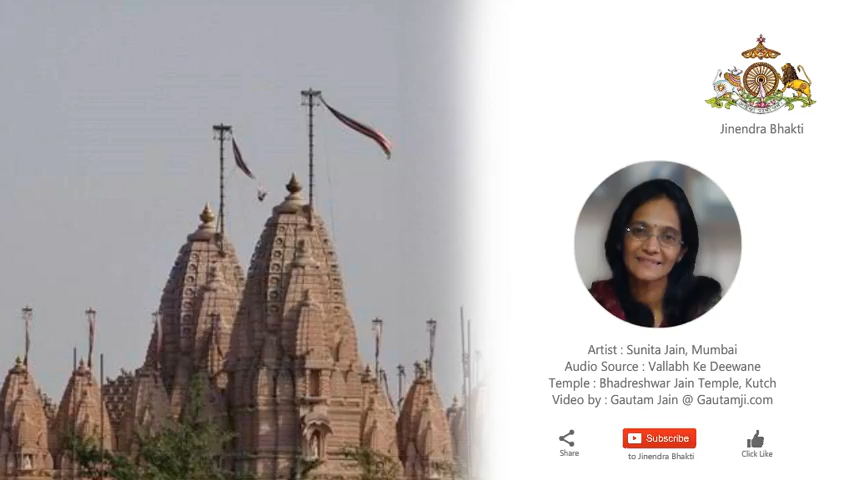 Jinendra Bhakti
Artist : Sunita Jain, Mumbai
Audio Source : Vallabh Ke Deewane
Temple : Bhadreshwar Jain Temple, Kutch
Video by : Gautam Jain @ Gautamji.com
Share
Subscribe
to Jinendra Bhakti
Click Like